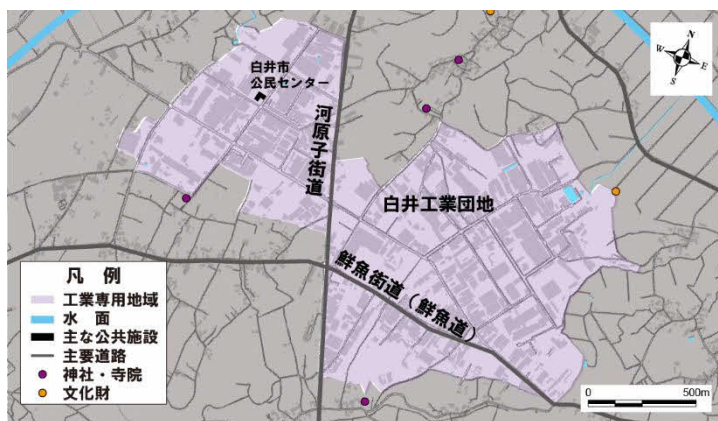 白井市
公民センター
河原子街道
白井工業団地
鮮魚街道（鮮魚道）
N
W
E
S
凡 例
工業専用地域
水 面
主な公共施設
主要道路
神社・寺院
文化財
0 500m